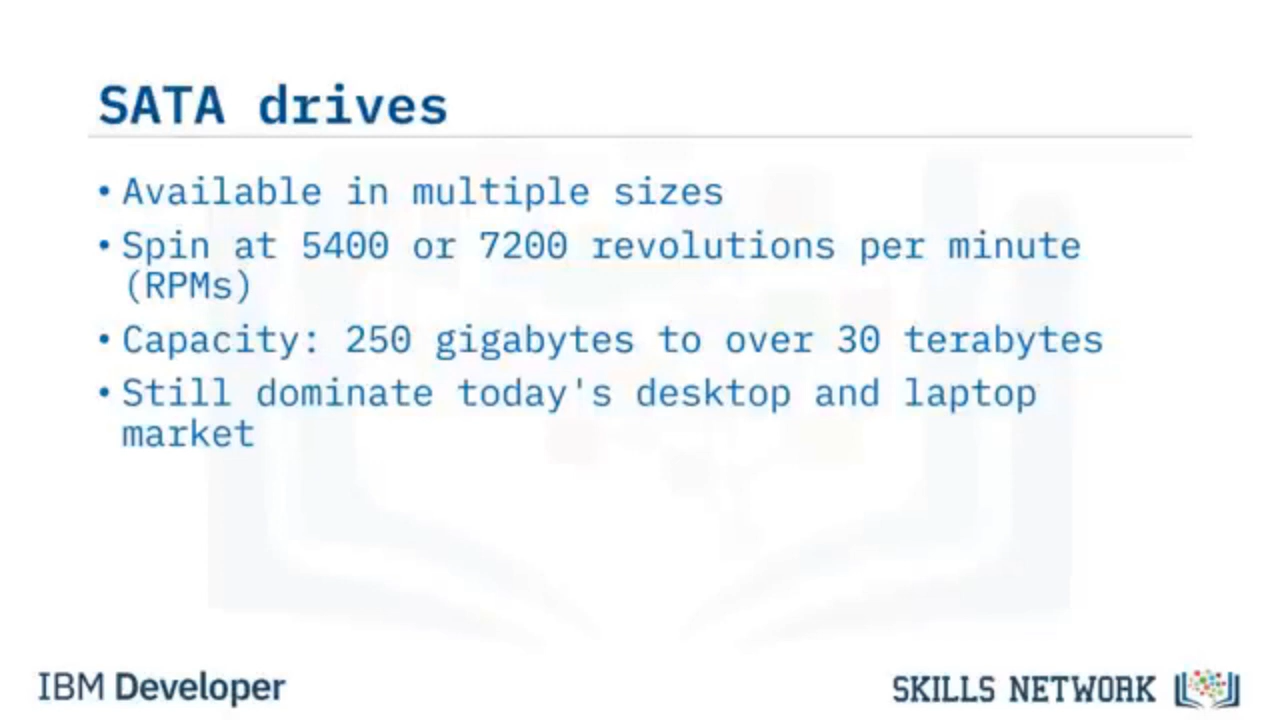 SATA drives
• Available in multiple sizes
• Spin at 5400 or 7200 revolutions per minute
(RPMs)
• Capacity: 250 gigabytes to over 30 terabytes
• Still dominate today's desktop and laptop
market
IBM Developer
SKILLS NETWORK